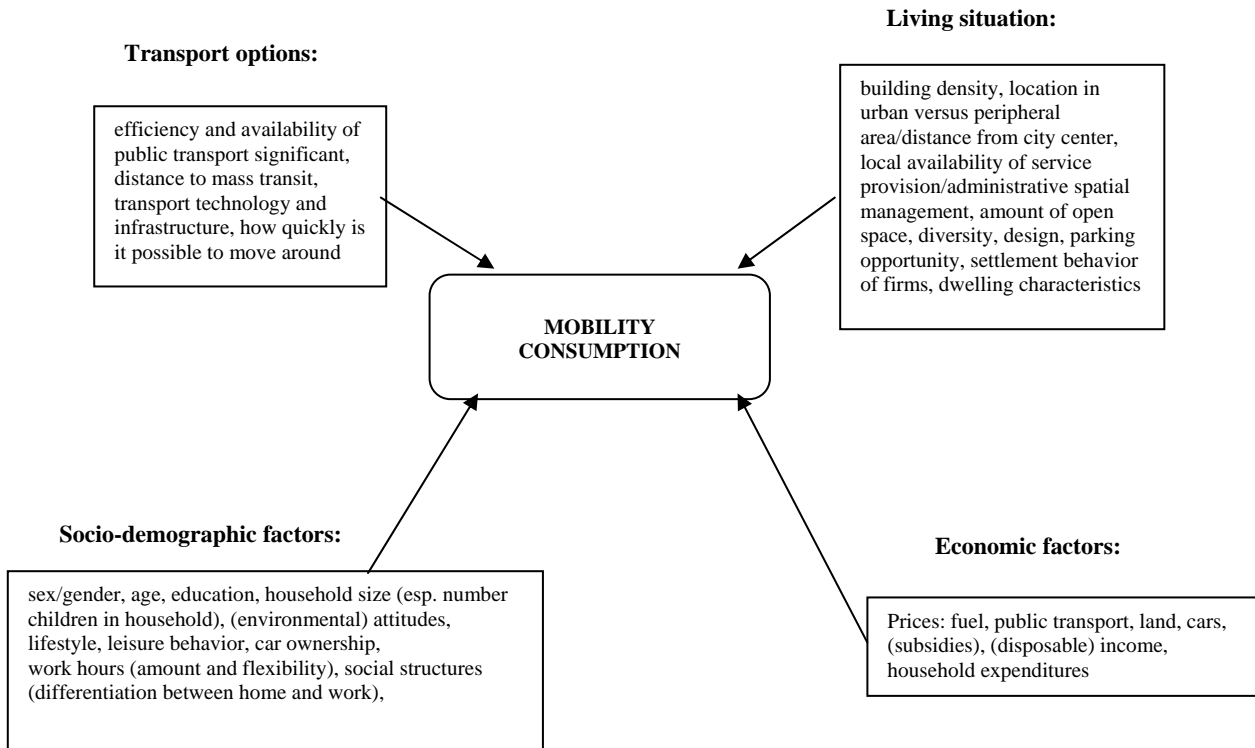 Transport options:
efficiency and availability of
public transport significant,
distance to mass transit,
transport technology and
infrastructure, how quickly is
it possible to move around
Living situation:
building density, location in
urban versus peripheral
area/distance from city center,
local availability of service
provision/administrative spatial
management, amount of open
space, diversity, design, parking
opportunity, settlement behavior
of firms, dwelling characteristics
MOBILITY
CONSUMPTION
Socio-demographic factors:
sex/gender, age, education, household size (esp. number
children in household), (environmental) attitudes,
lifestyle, leisure behavior, car ownership,
work hours (amount and flexibility), social structures
(differentiation between home and work),
Economic factors:
Prices: fuel, public transport, land, cars,
(subsidies), (disposable) income,
household expenditures